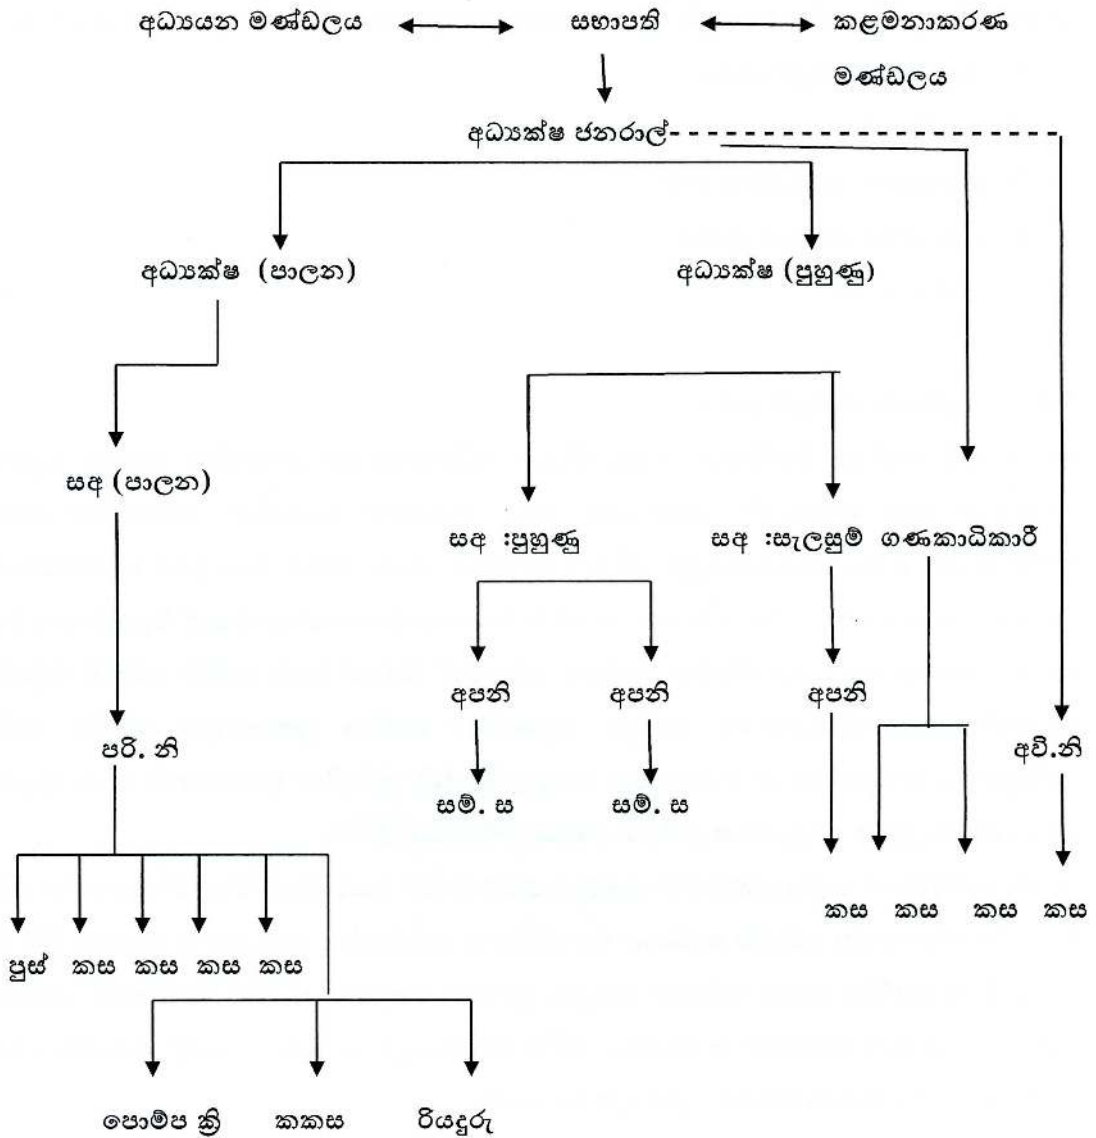 අධ්‍යයන මණ්ඩලය සභාපති කළමනාකරණ
මණ්ඩලය
අධ්‍යක්ෂ ජනරාල්
අධ්‍යක්ෂ (පාලන) අධ්‍යක්ෂ (පුහුණු)
සඅ (පාලන)
සඅ :පුහුණු සඅ :සැලසුම් ගණකාධිකාරී
අපනි අපනි අපනි
පරි. නි අවි.නි
සම්. ස සම්. ස
කස කස කස කස
පුස් කස කස කස කස
පොම්ප ක්‍රි කකස රියදුරු